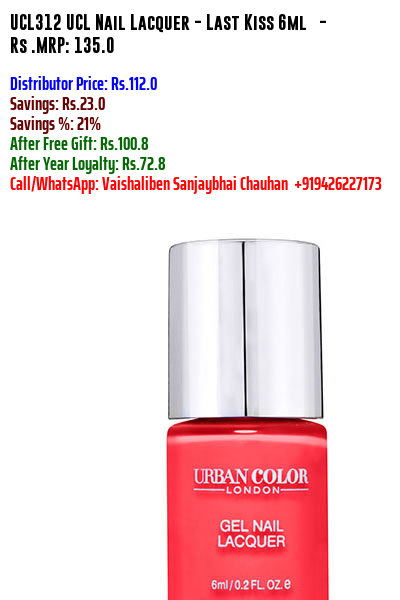 UCL312 UCL Nail Lacquer - Last Kiss 6ml -
Rs .MRP: 135.0
Distributor Price: Rs.112.0
Savings: Rs.23.0
Savings %: 21%
After Free Gift: Rs.100.8
After Year Loyalty: Rs.72.8
Call/WhatsApp: Vaishaliben Sanjaybhai Chauhan +919426227173
URBAN COLOR
LONDON
GEL NAIL
LACQUER
6ml / 0.2 FL. OZ. e